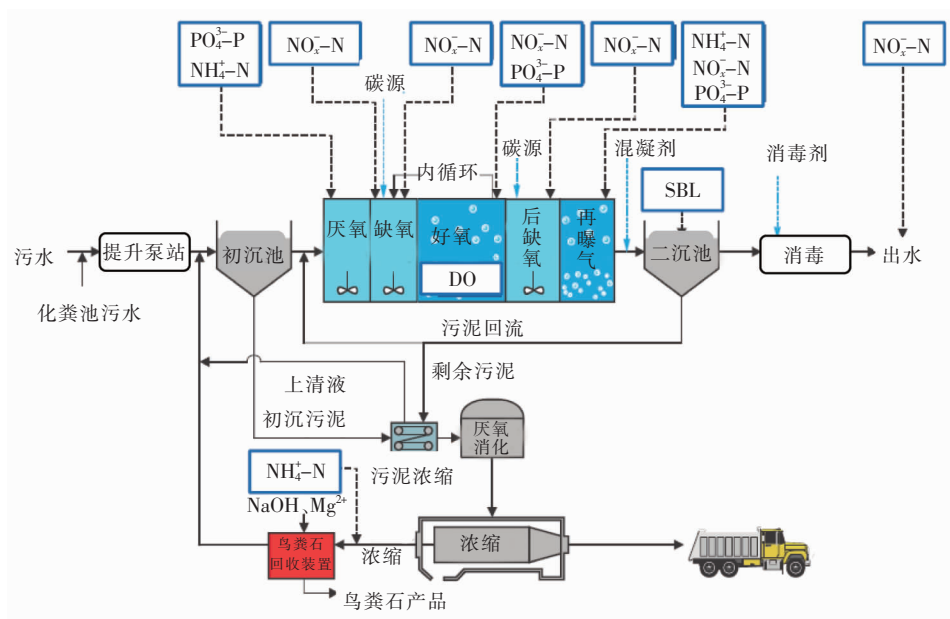 PO₄³⁻–P
NH₄⁺–N
NOₓ⁻–N
NOₓ⁻–N
NOₓ⁻–N
PO₄³⁻–P
NOₓ⁻–N
NH₄⁺–N
NOₓ⁻–N
PO₄³⁻–P
NOₓ⁻–N
碳源
内循环
碳源
混凝剂
消毒剂
SBL
污水
提升泵站
初沉池
厌氧
缺氧
好氧
DO
后缺氧
再曝气
二沉池
消毒
出水
化粪池污水
污泥回流
上清液
剩余污泥
初沉污泥
厌氧
消化
污泥浓缩
NH₄⁺–N
NaOH、Mg²⁺
鸟粪石
回收装置
浓缩
浓缩
鸟粪石产品